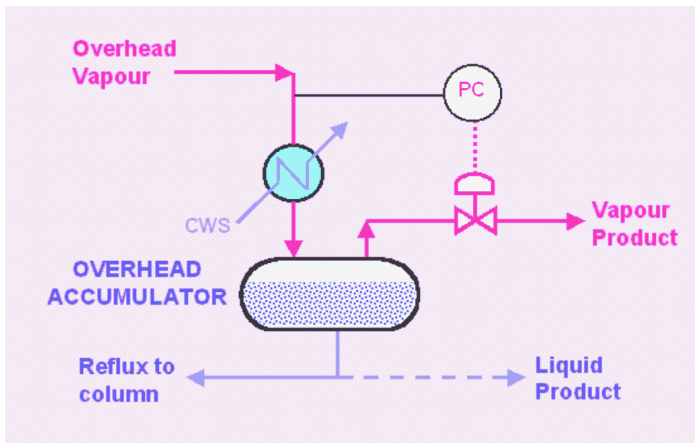 Overhead
Vapour
PC
CWS
Vapour
Product
OVERHEAD
ACCUMULATOR
Reflux to
column
Liquid
Product